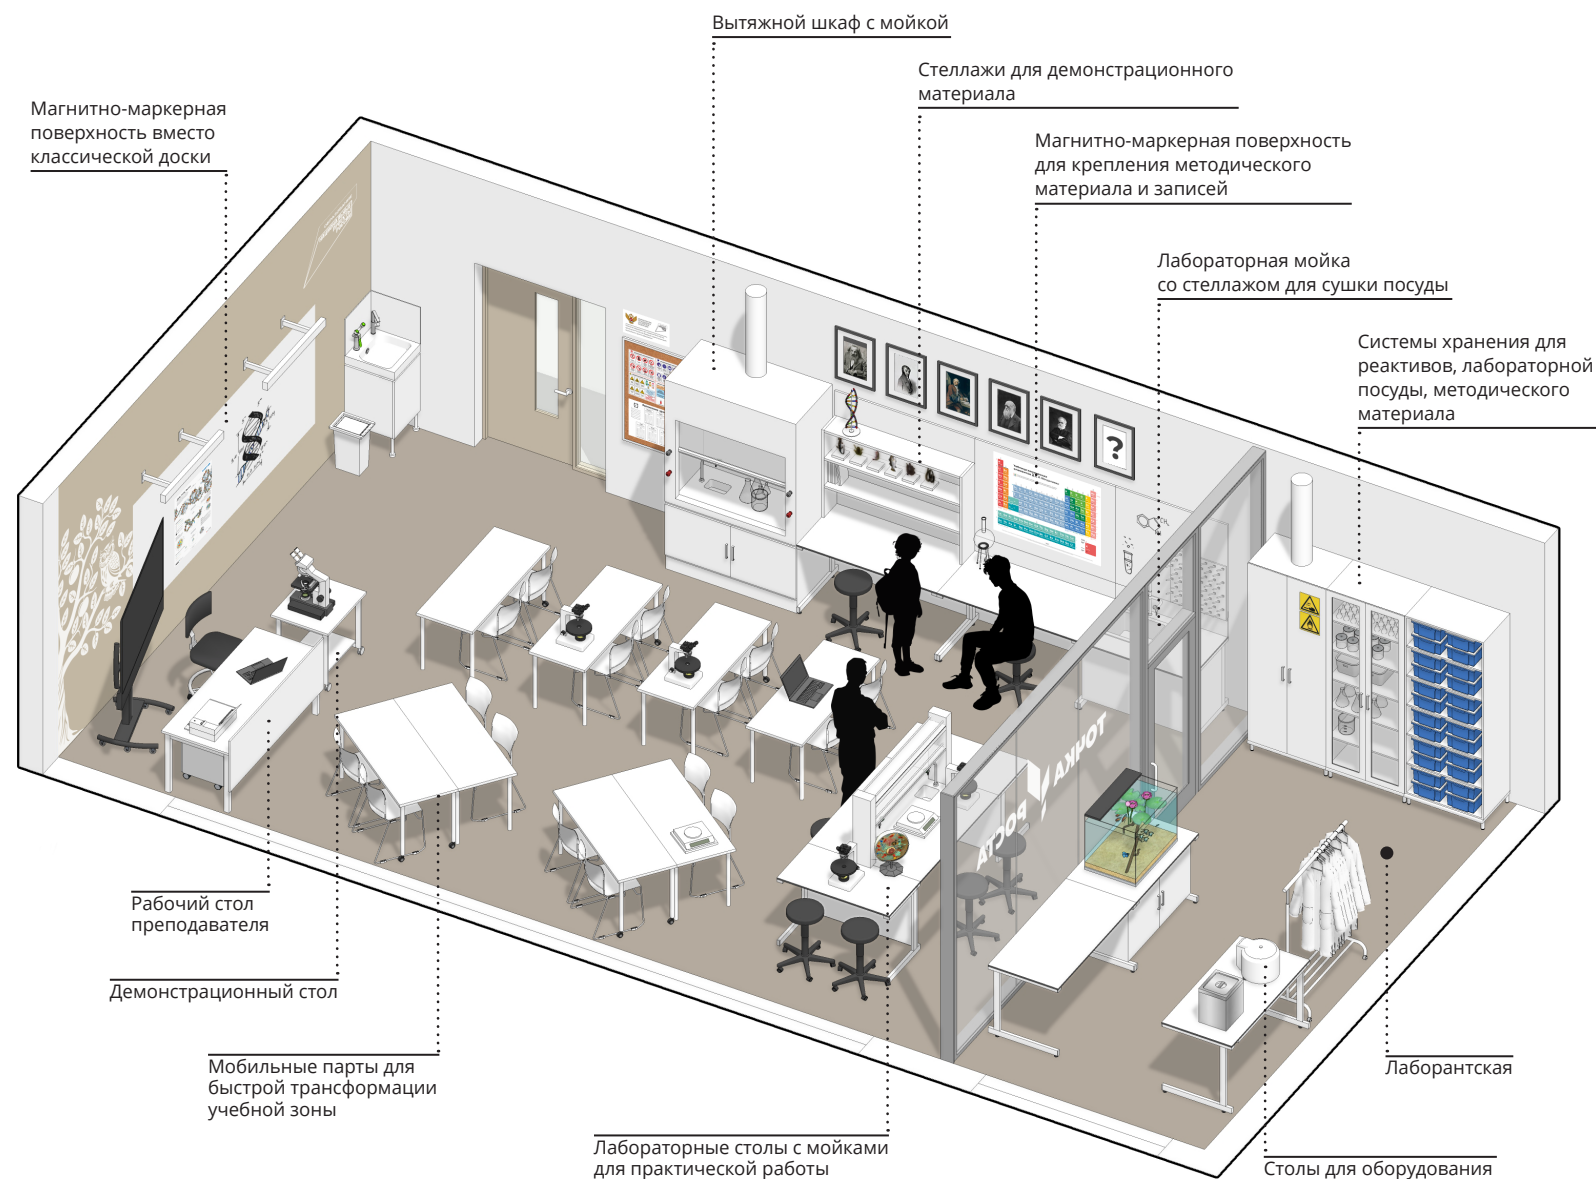 Вытяжной шкаф с мойкой
Стеллажи для демонстрационного
материала
Магнитно-маркерная
поверхность вместо
классической доски
Магнитно-маркерная поверхность
для крепления методического
материала и записей
Лабораторная мойка
со стеллажом для сушки посуды
Системы хранения для
реактивов, лабораторной
посуды, методического
материала
?
CH₃
ТОЧКА
РОСТА
Рабочий стол
преподавателя
Демонстрационный стол
Мобильные парты для
быстрой трансформации
учебной зоны
Лабораторные столы с мойками
для практической работы
Лаборантская
Столы для оборудования